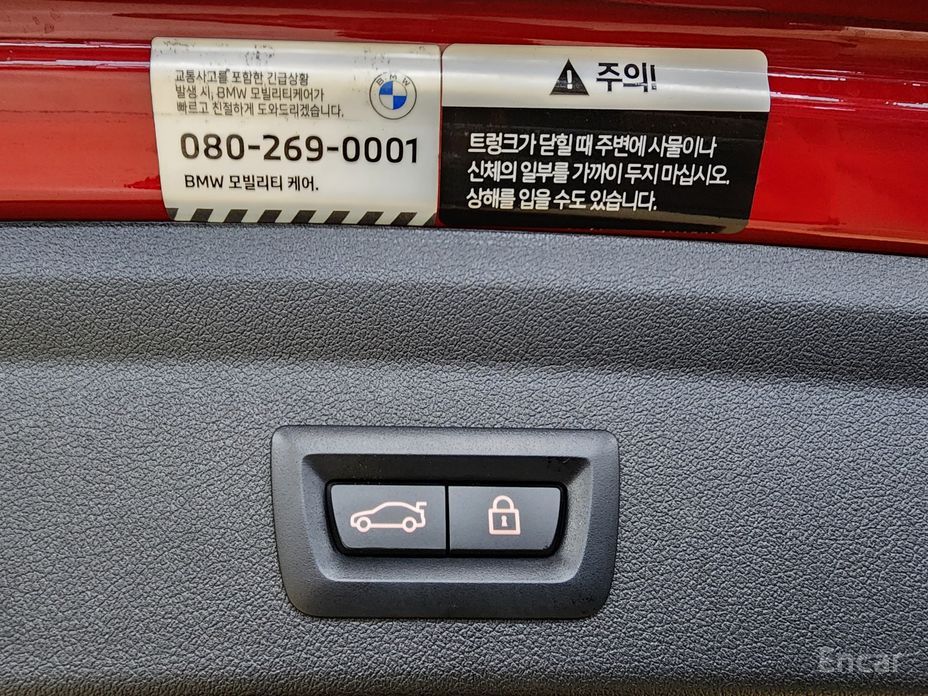 교통사고를 포함한 긴급상황
발생 시, BMW 모빌리티케어가
빠르고 친절하게 도와드리겠습니다.
BMW
080-269-0001
BMW 모빌리티 케어.
주의!
트렁크가 닫힐 때 주변에 사물이나
신체의 일부를 가까이 두지 마십시오.
상해를 입을 수도 있습니다.
Encar